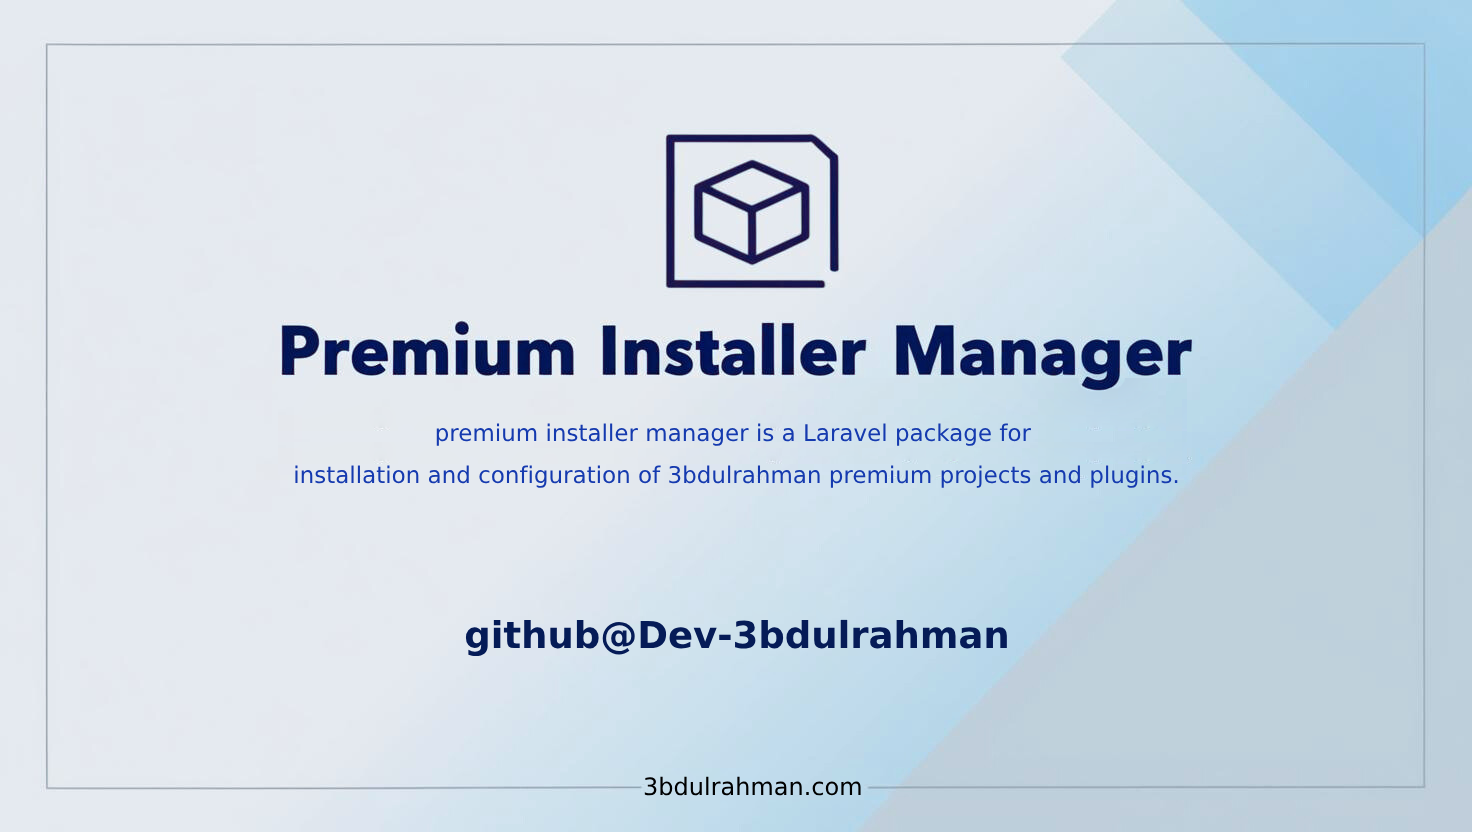 Premium Installer Manager
premium installer manager is a Laravel package for
installation and configuration of 3bdulrahman premium projects and plugins.
github@Dev-3bdulrahman
3bdulrahman.com